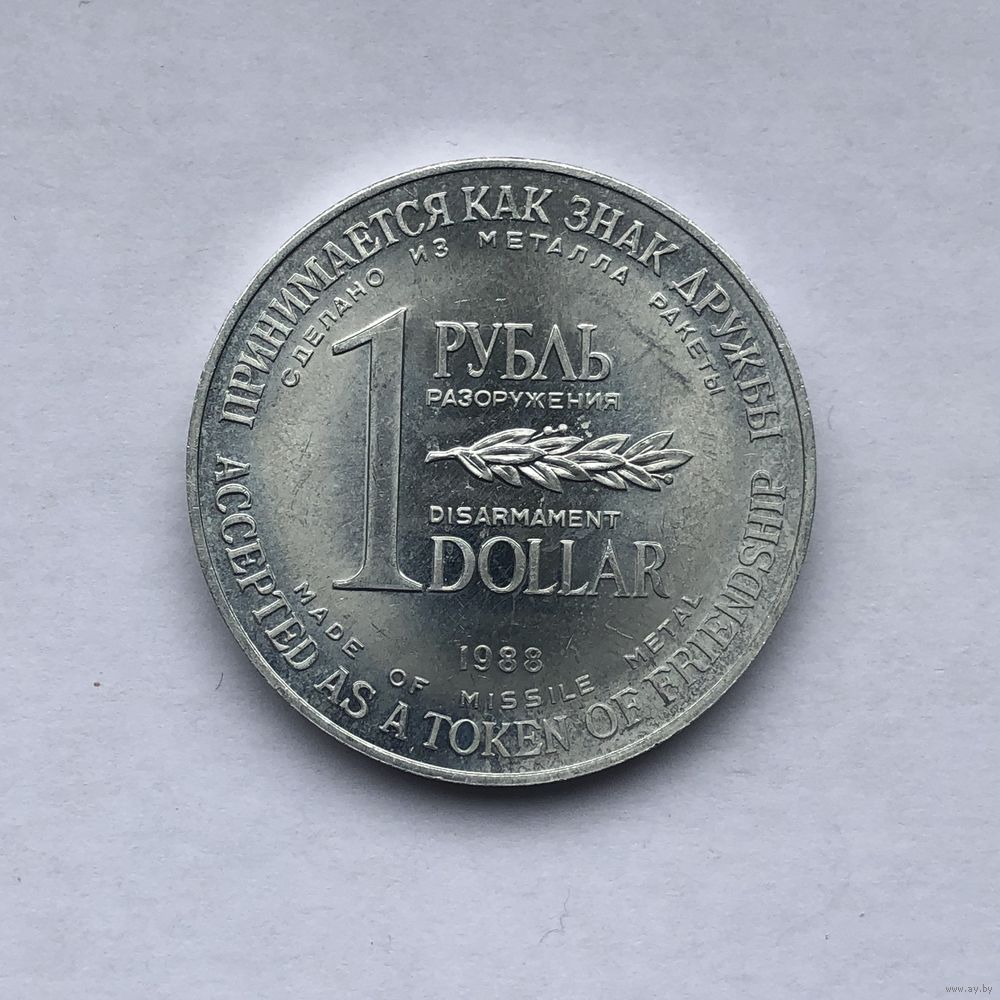 ПРИНИМАЕТСЯ КАК ЗНАК ДРУЖБЫ
СДЕЛАНО ИЗ МЕТАЛЛА РАКЕТЫ
1 РУБЛЬ
РАЗОРУЖЕНИЯ
DISARMAMENT
DOLLAR
1988
MADE OF MISSILE METAL
ACCEPTED AS A TOKEN OF FRIENDSHIP
www.ay.by